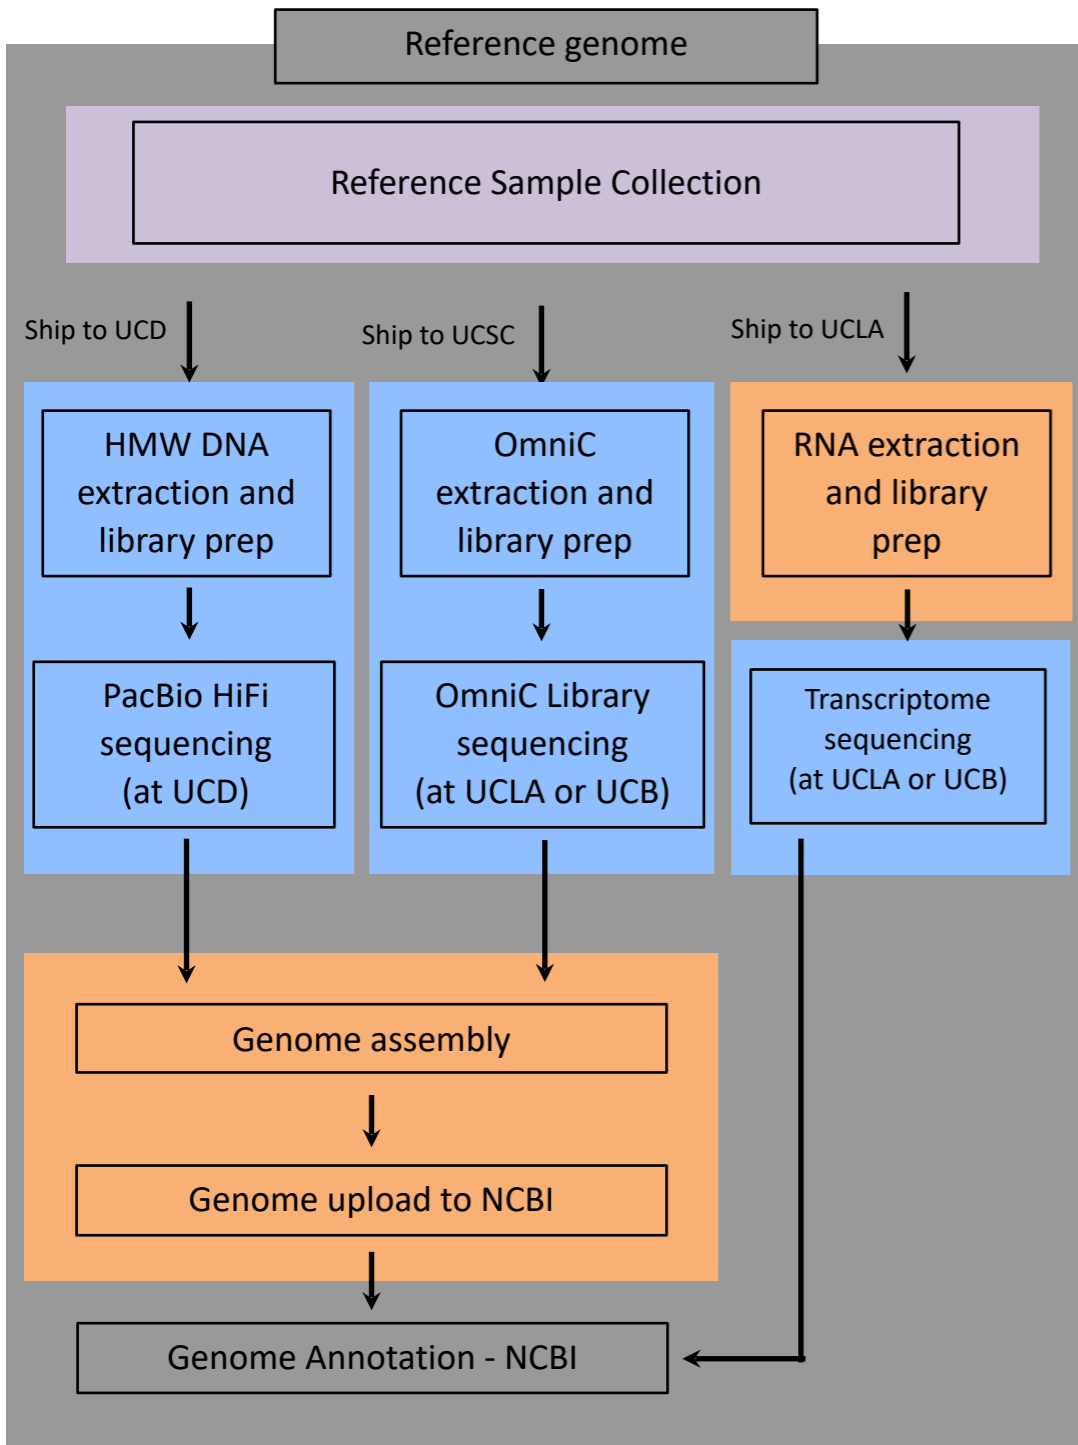 Reference genome
Reference Sample Collection
Ship to UCD
Ship to UCSC
Ship to UCLA
HMW DNA
extraction and
library prep
OmniC
extraction and
library prep
RNA extraction
and library
prep
PacBio HiFi
sequencing
(at UCD)
OmniC Library
sequencing
(at UCLA or UCB)
Transcriptome
sequencing
(at UCLA or UCB)
Genome assembly
Genome upload to NCBI
Genome Annotation - NCBI